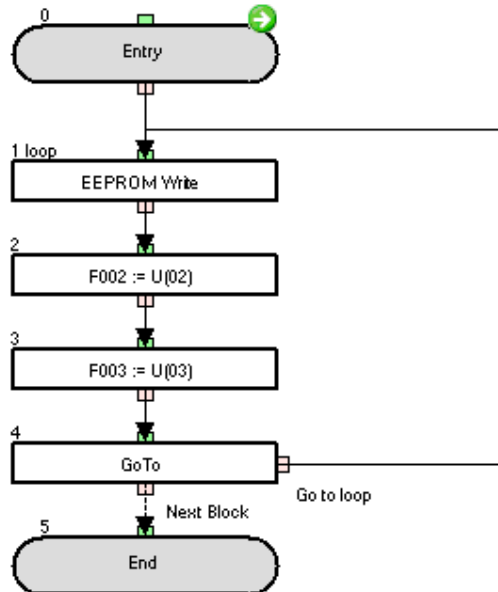 0
Entry
1 loop
EEPROM Write
2
F002 := U(02)
3
F003 := U(03)
4
GoTo
Go to loop
Next Block
5
End